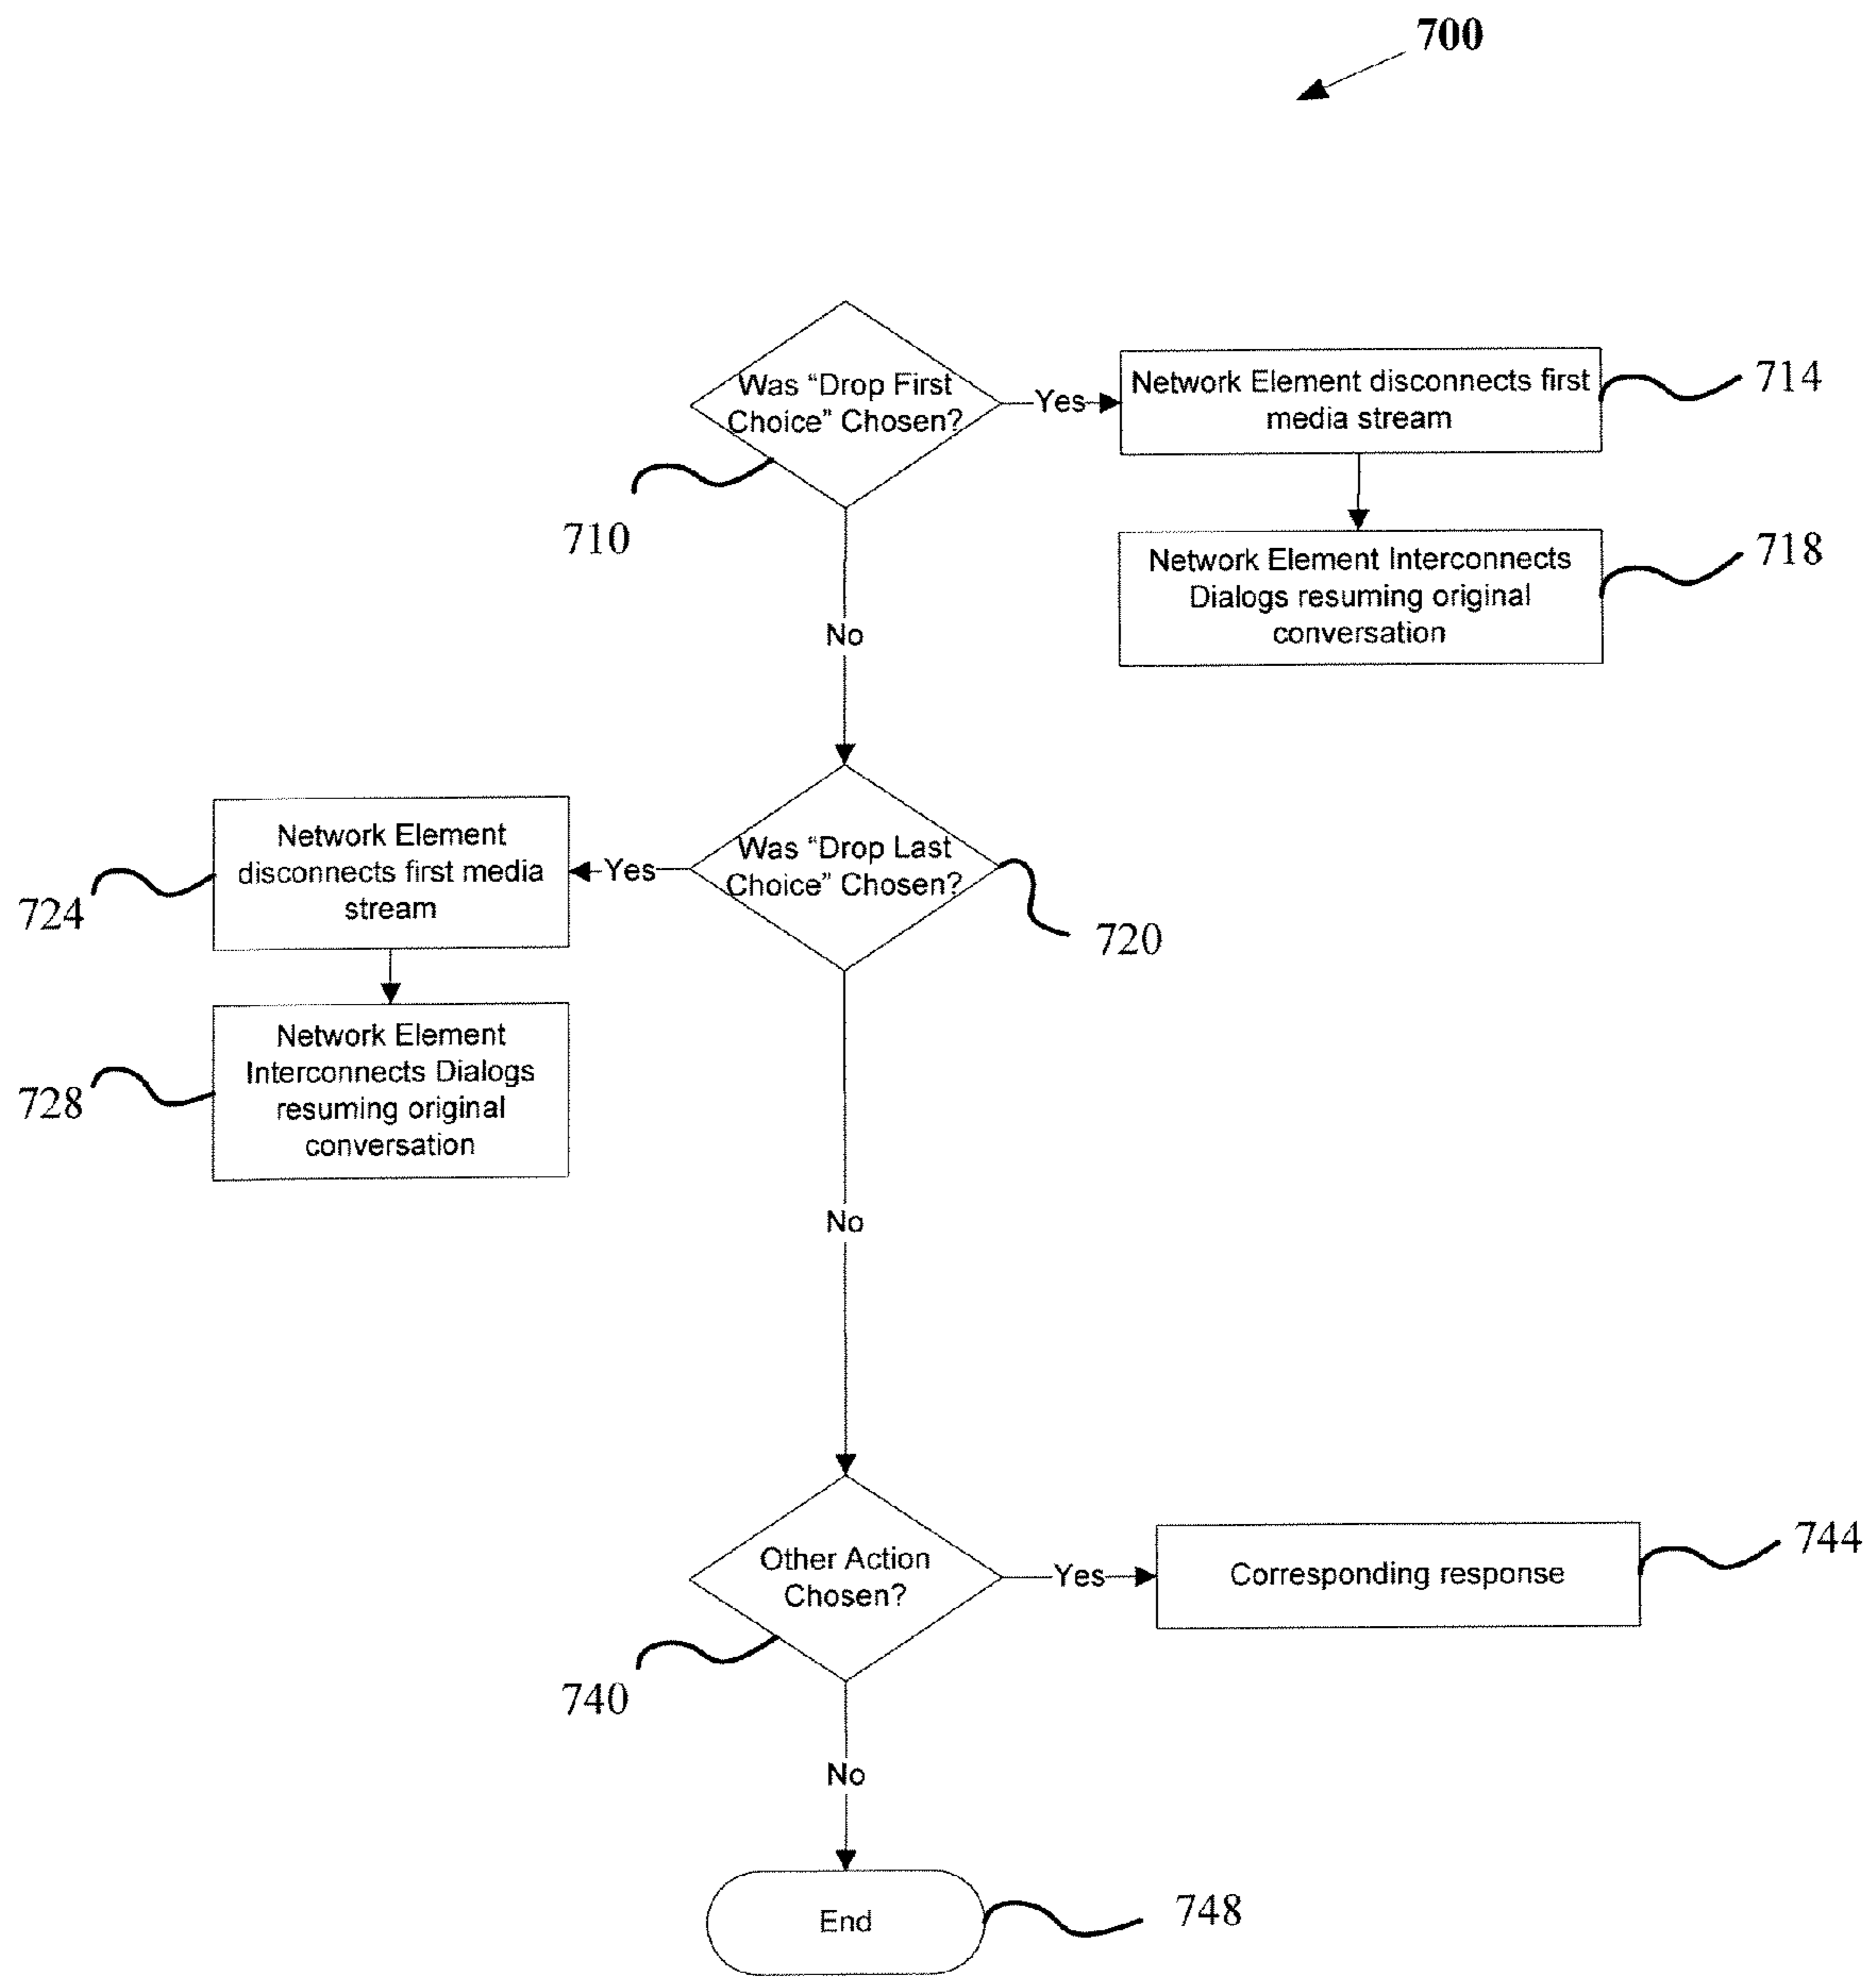 700
Was “Drop First
Choice” Chosen?
Yes
Network Element disconnects first
media stream
714
710
Network Element Interconnects
Dialogs resuming original
conversation
718
No
Was “Drop Last
Choice” Chosen?
Yes
720
Network Element
disconnects first media
stream
724
Network Element
Interconnects Dialogs
resuming original
conversation
728
No
Other Action
Chosen?
Yes
Corresponding response
744
740
No
End
748